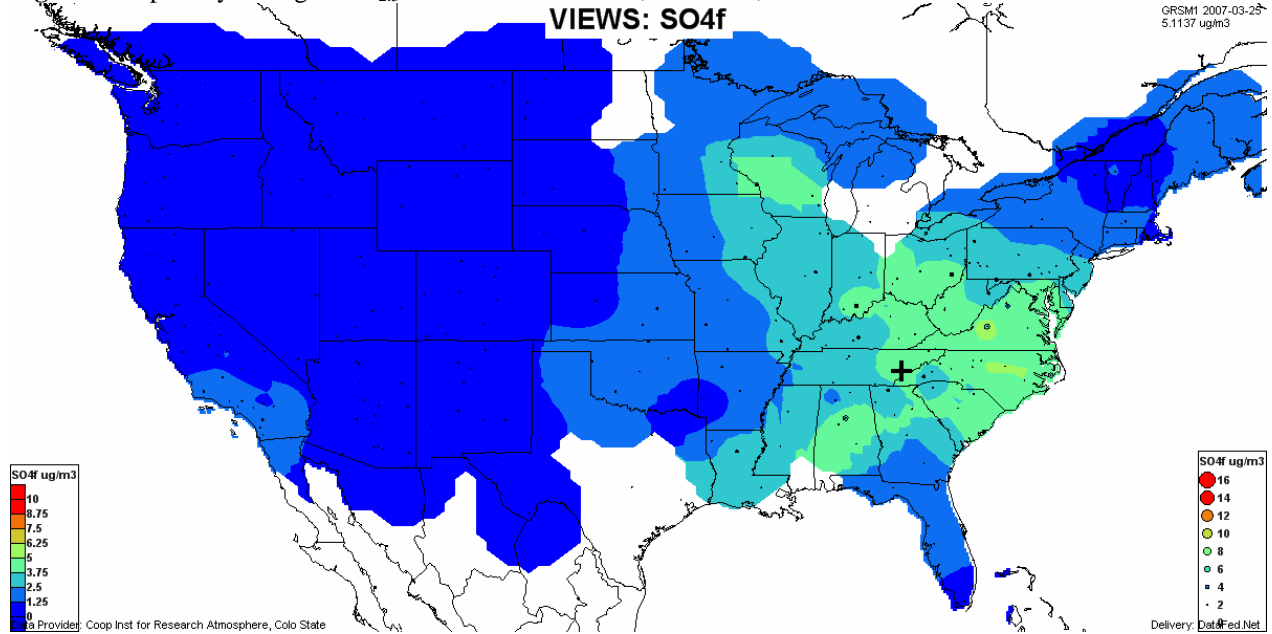 VIEWS: SO4f
GRSM1 2007-03-25
5.1137 ug/m3
SO4f ug/m3
10
8.75
7.5
6.25
5
3.75
2.5
1.25
0
SO4f ug/m3
16
14
12
10
8
6
4
2
0
Data Provider: Coop Inst for Research Atmosphere, Colo State
Delivery: DataFed.Net